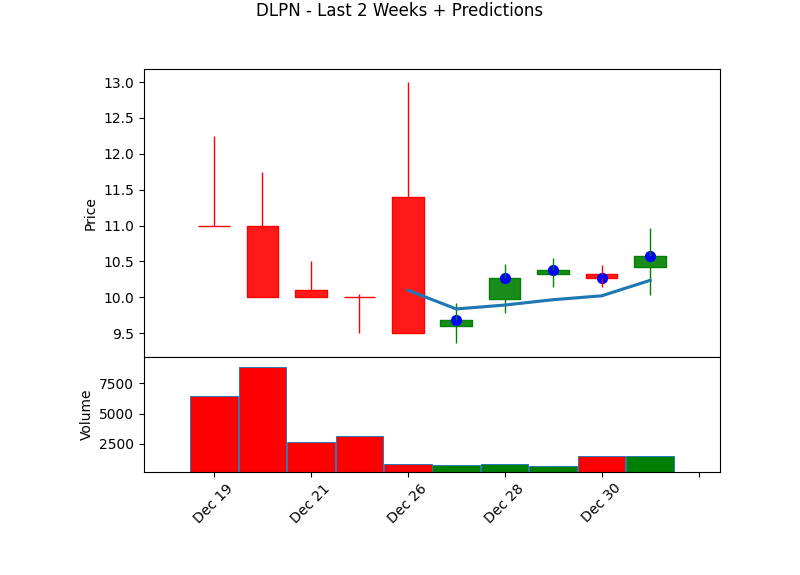 DLPN - Last 2 Weeks + Predictions
13.0
12.5
12.0
11.5
11.0
10.5
10.0
9.5
Price
7500
5000
2500
Volume
Dec 19
Dec 21
Dec 26
Dec 28
Dec 30